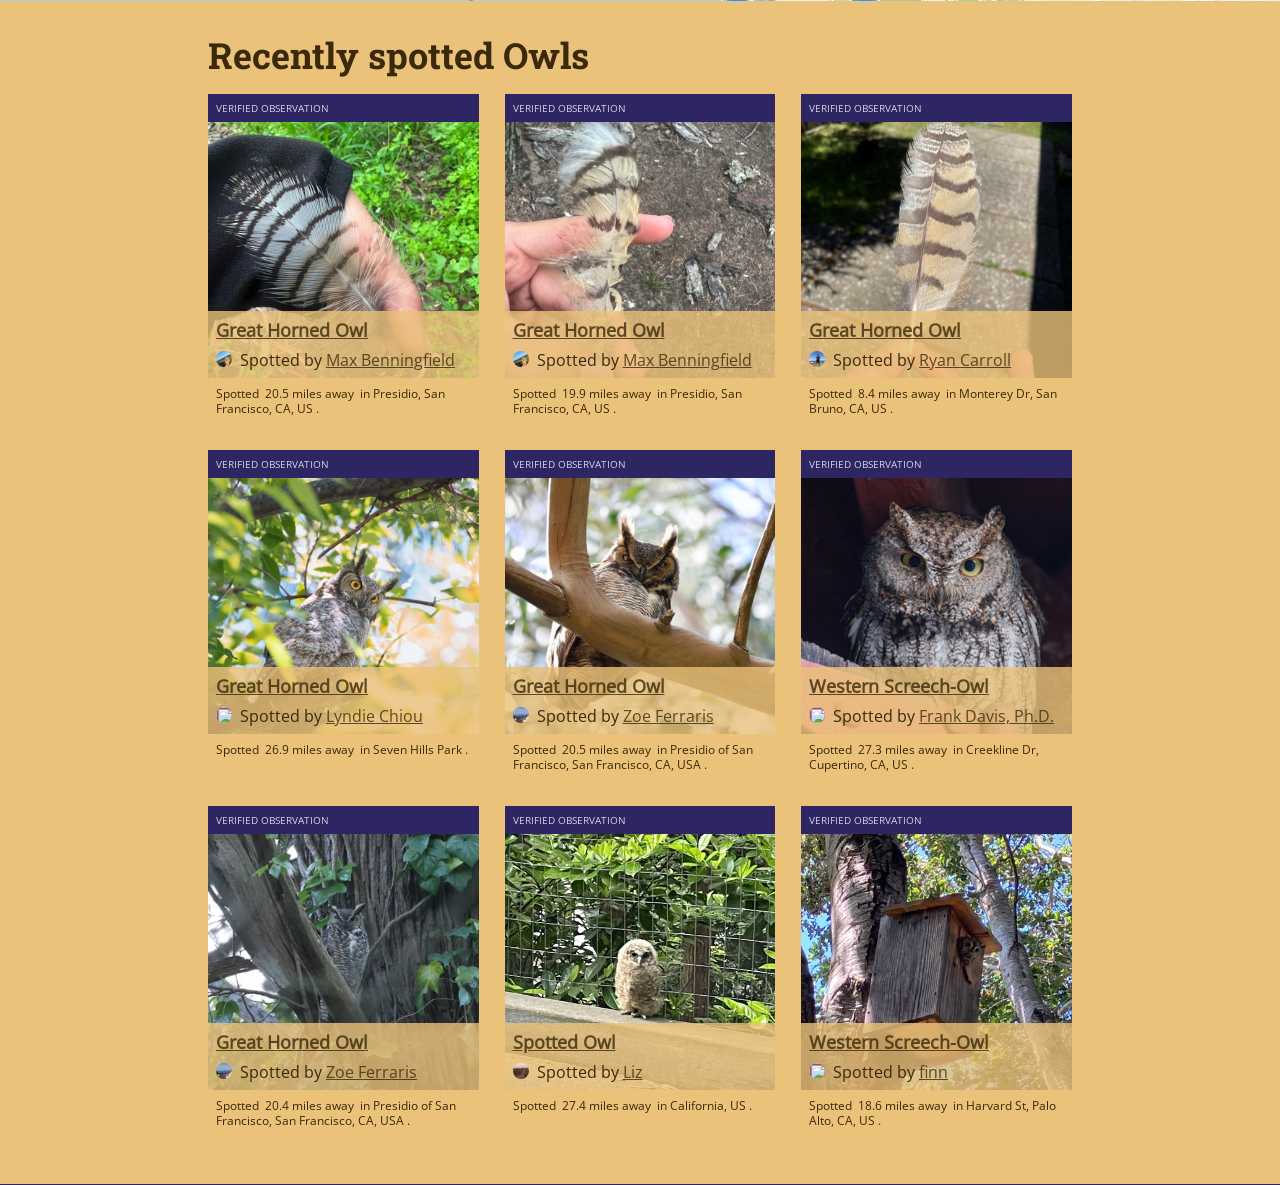 Recently spotted Owls
VERIFIED OBSERVATION
Great Horned Owl
Spotted by Max Benningfield
Spotted 20.5 miles away in Presidio, San
Francisco, CA, US .
VERIFIED OBSERVATION
Great Horned Owl
Spotted by Max Benningfield
Spotted 19.9 miles away in Presidio, San
Francisco, CA, US .
VERIFIED OBSERVATION
Great Horned Owl
Spotted by Ryan Carroll
Spotted 8.4 miles away in Monterey Dr, San
Bruno, CA, US .
VERIFIED OBSERVATION
Great Horned Owl
Spotted by Lyndie Chiou
Spotted 26.9 miles away in Seven Hills Park .
VERIFIED OBSERVATION
Great Horned Owl
Spotted by Zoe Ferraris
Spotted 20.5 miles away in Presidio of San
Francisco, San Francisco, CA, USA .
VERIFIED OBSERVATION
Western Screech-Owl
Spotted by Frank Davis, Ph.D.
Spotted 27.3 miles away in Creekline Dr,
Cupertino, CA, US .
VERIFIED OBSERVATION
Great Horned Owl
Spotted by Zoe Ferraris
Spotted 20.4 miles away in Presidio of San
Francisco, San Francisco, CA, USA .
VERIFIED OBSERVATION
Spotted Owl
Spotted by Liz
Spotted 27.4 miles away in California, US .
VERIFIED OBSERVATION
Western Screech-Owl
Spotted by finn
Spotted 18.6 miles away in Harvard St, Palo
Alto, CA, US .